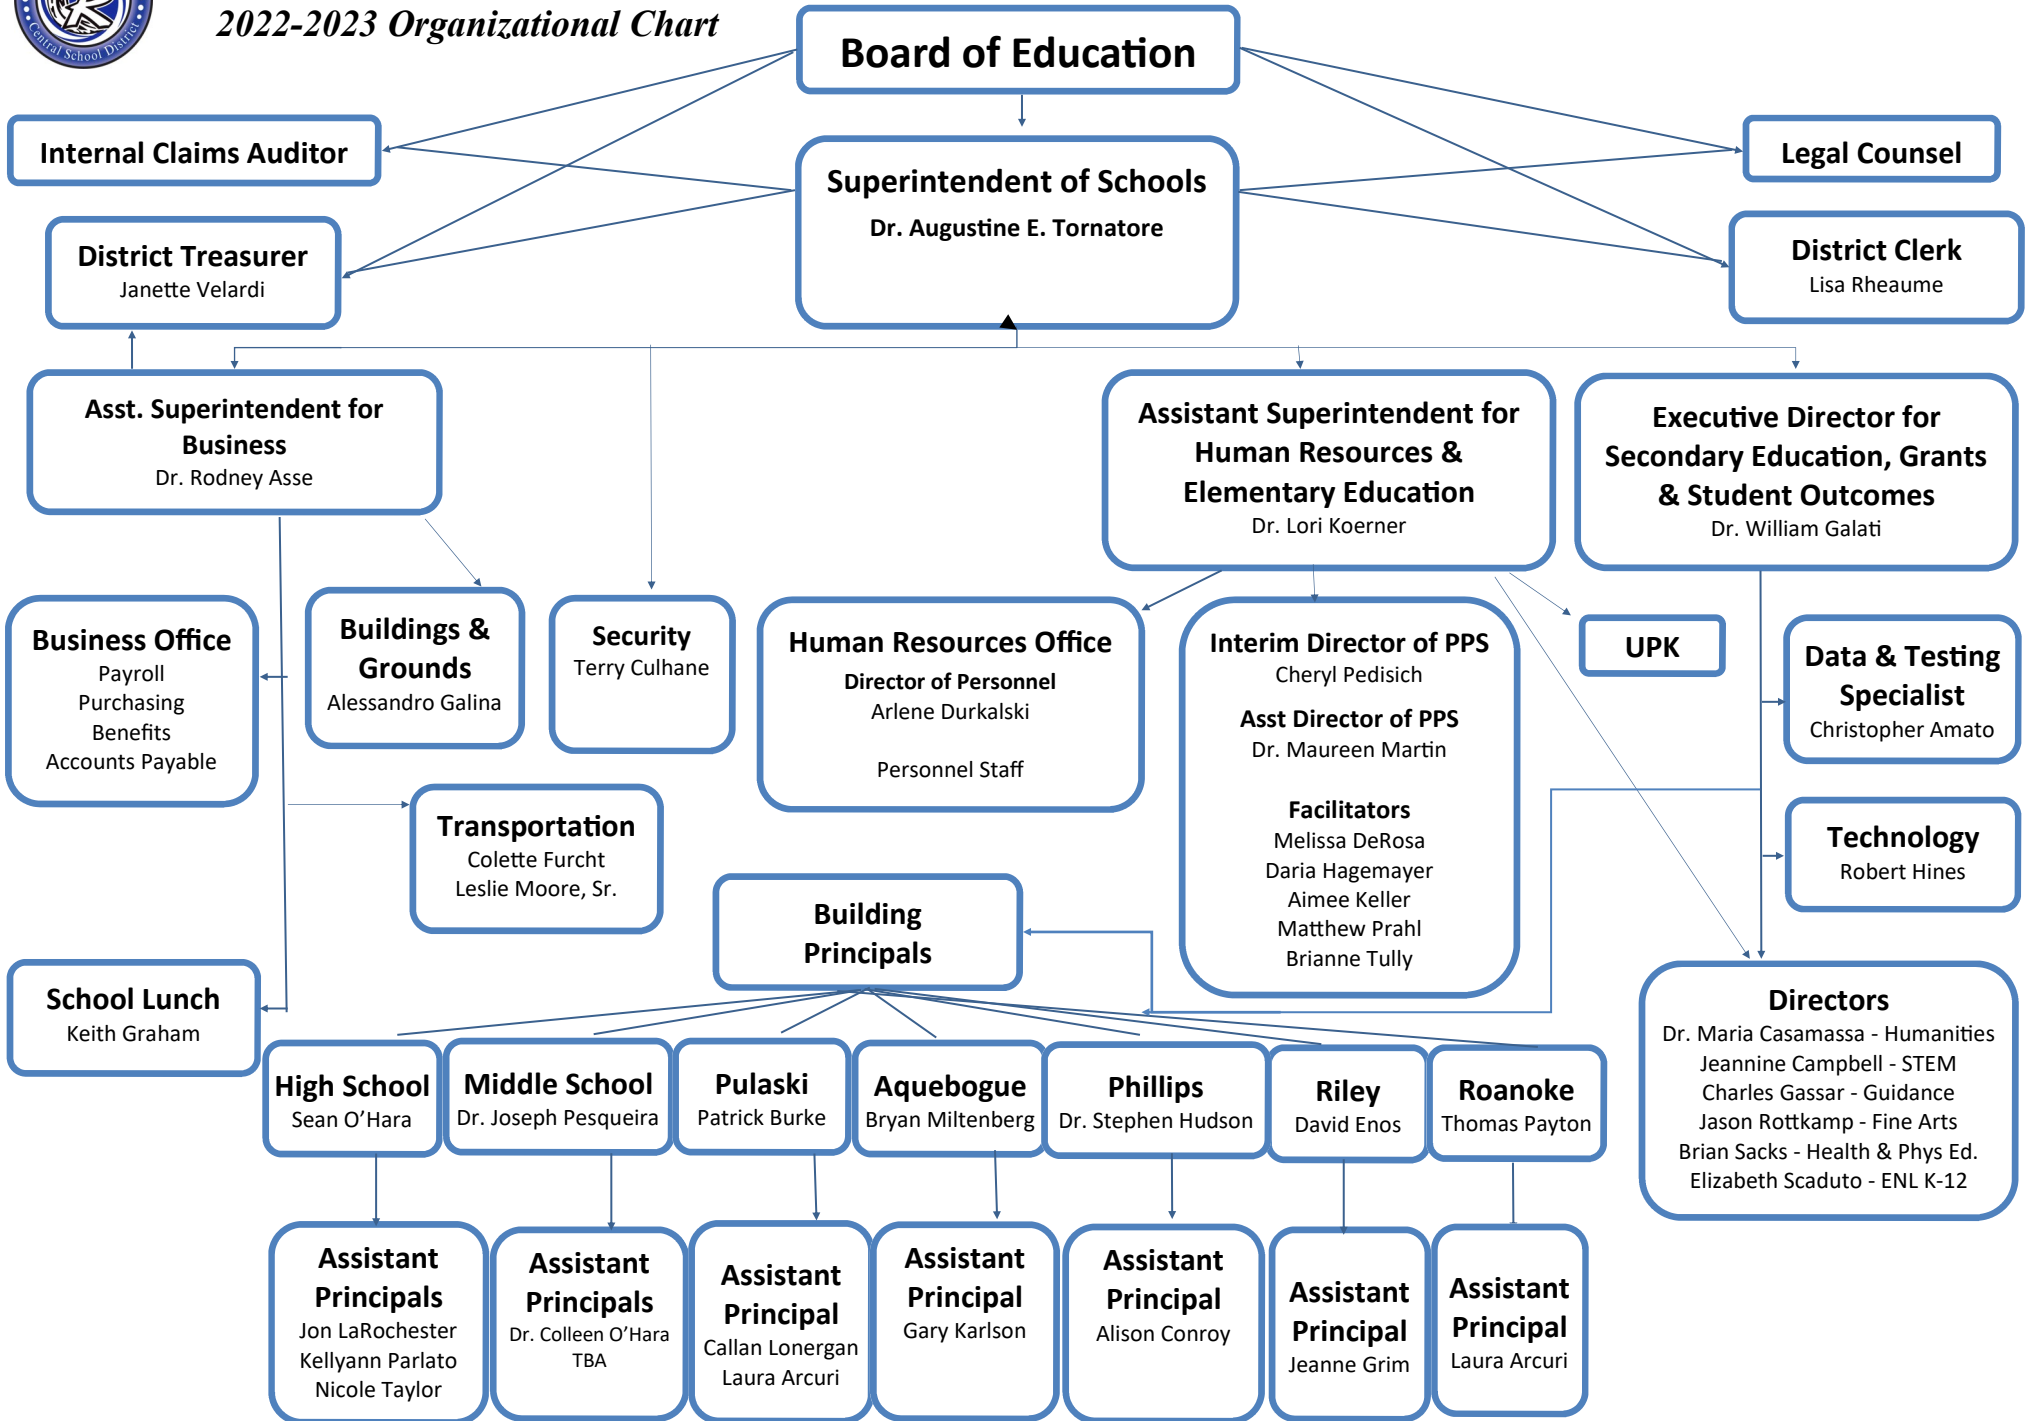 Central School District
2022-2023 Organizational Chart
Board of Education
Internal Claims Auditor
Legal Counsel
Superintendent of Schools
Dr. Augustine E. Tornatore
District Treasurer
Janette Velardi
District Clerk
Lisa Rheaume
Asst. Superintendent for
Business
Dr. Rodney Asse
Assistant Superintendent for
Human Resources &
Elementary Education
Dr. Lori Koerner
Executive Director for
Secondary Education, Grants
& Student Outcomes
Dr. William Galati
Business Office
Payroll
Purchasing
Benefits
Accounts Payable
Buildings &
Grounds
Alessandro Galina
Security
Terry Culhane
Human Resources Office
Director of Personnel
Arlene Durkalski
Personnel Staff
Interim Director of PPS
Cheryl Pedisich
Asst Director of PPS
Dr. Maureen Martin
Facilitators
Melissa DeRosa
Daria Hagemayer
Aimee Keller
Matthew Prahl
Brianne Tully
UPK
Data & Testing
Specialist
Christopher Amato
Technology
Robert Hines
Transportation
Colette Furcht
Leslie Moore, Sr.
Building
Principals
School Lunch
Keith Graham
Directors
Dr. Maria Casamassa - Humanities
Jeannine Campbell - STEM
Charles Gassar - Guidance
Jason Rottkamp - Fine Arts
Brian Sacks - Health & Phys Ed.
Elizabeth Scaduto - ENL K-12
High School
Sean O’Hara
Middle School
Dr. Joseph Pesqueira
Pulaski
Patrick Burke
Aquebogue
Bryan Miltenberg
Phillips
Dr. Stephen Hudson
Riley
David Enos
Roanoke
Thomas Payton
Assistant
Principals
Jon LaRochester
Kellyann Parlato
Nicole Taylor
Assistant
Principals
Dr. Colleen O’Hara
TBA
Assistant
Principal
Callan Lonergan
Laura Arcuri
Assistant
Principal
Gary Karlson
Assistant
Principal
Alison Conroy
Assistant
Principal
Jeanne Grim
Assistant
Principal
Laura Arcuri